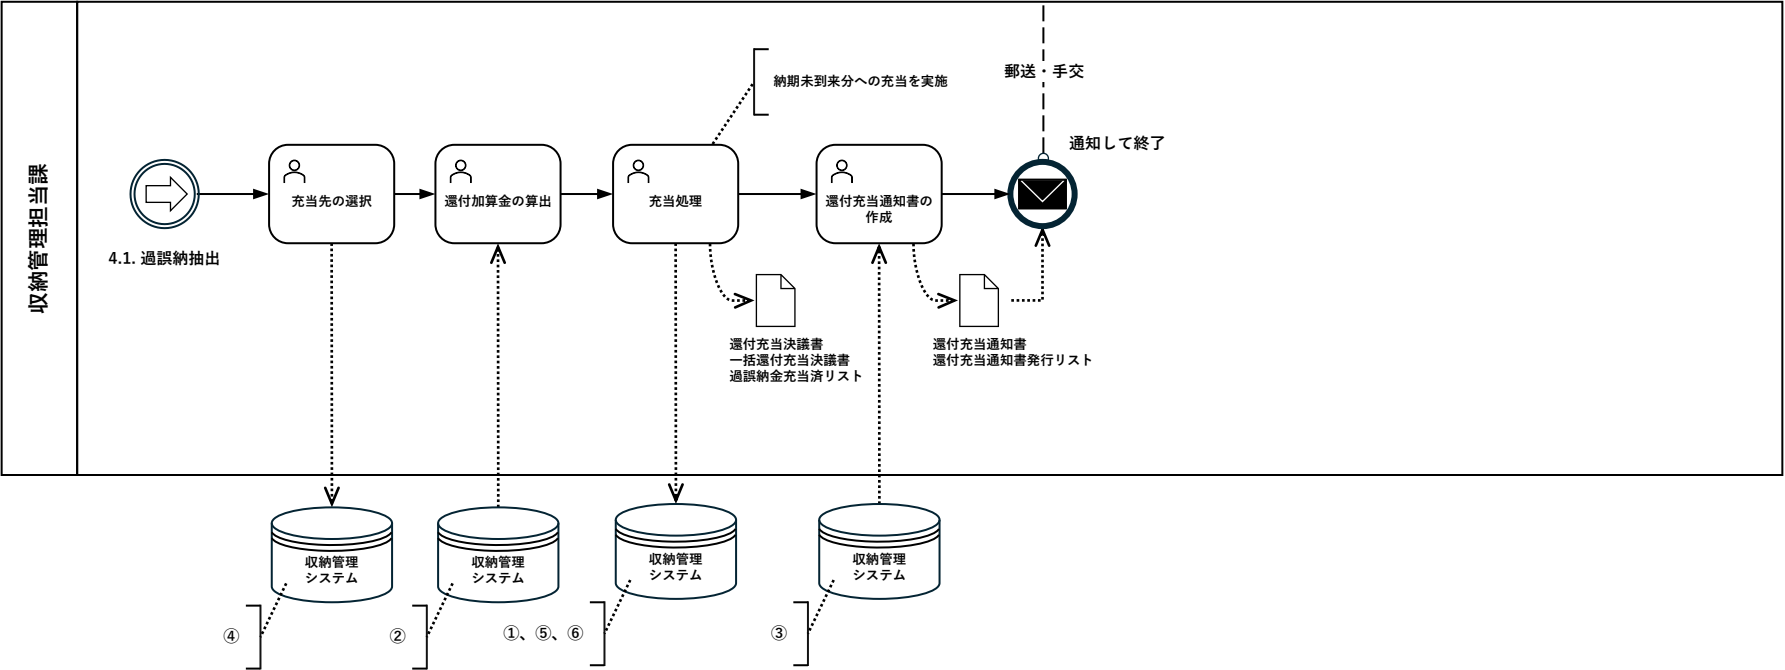 収納管理担当課
納期未到来分への充当を実施
郵送・手交
通知して終了
4.1. 過誤納抽出
充当先の選択
還付加算金の算出
充当処理
還付充当通知書の
作成
還付充当決議書
一括還付充当決議書
過誤納金充当済リスト
還付充当通知書
還付充当通知書発行リスト
収納管理
システム
④
収納管理
システム
②
収納管理
システム
①、⑤、⑥
収納管理
システム
③